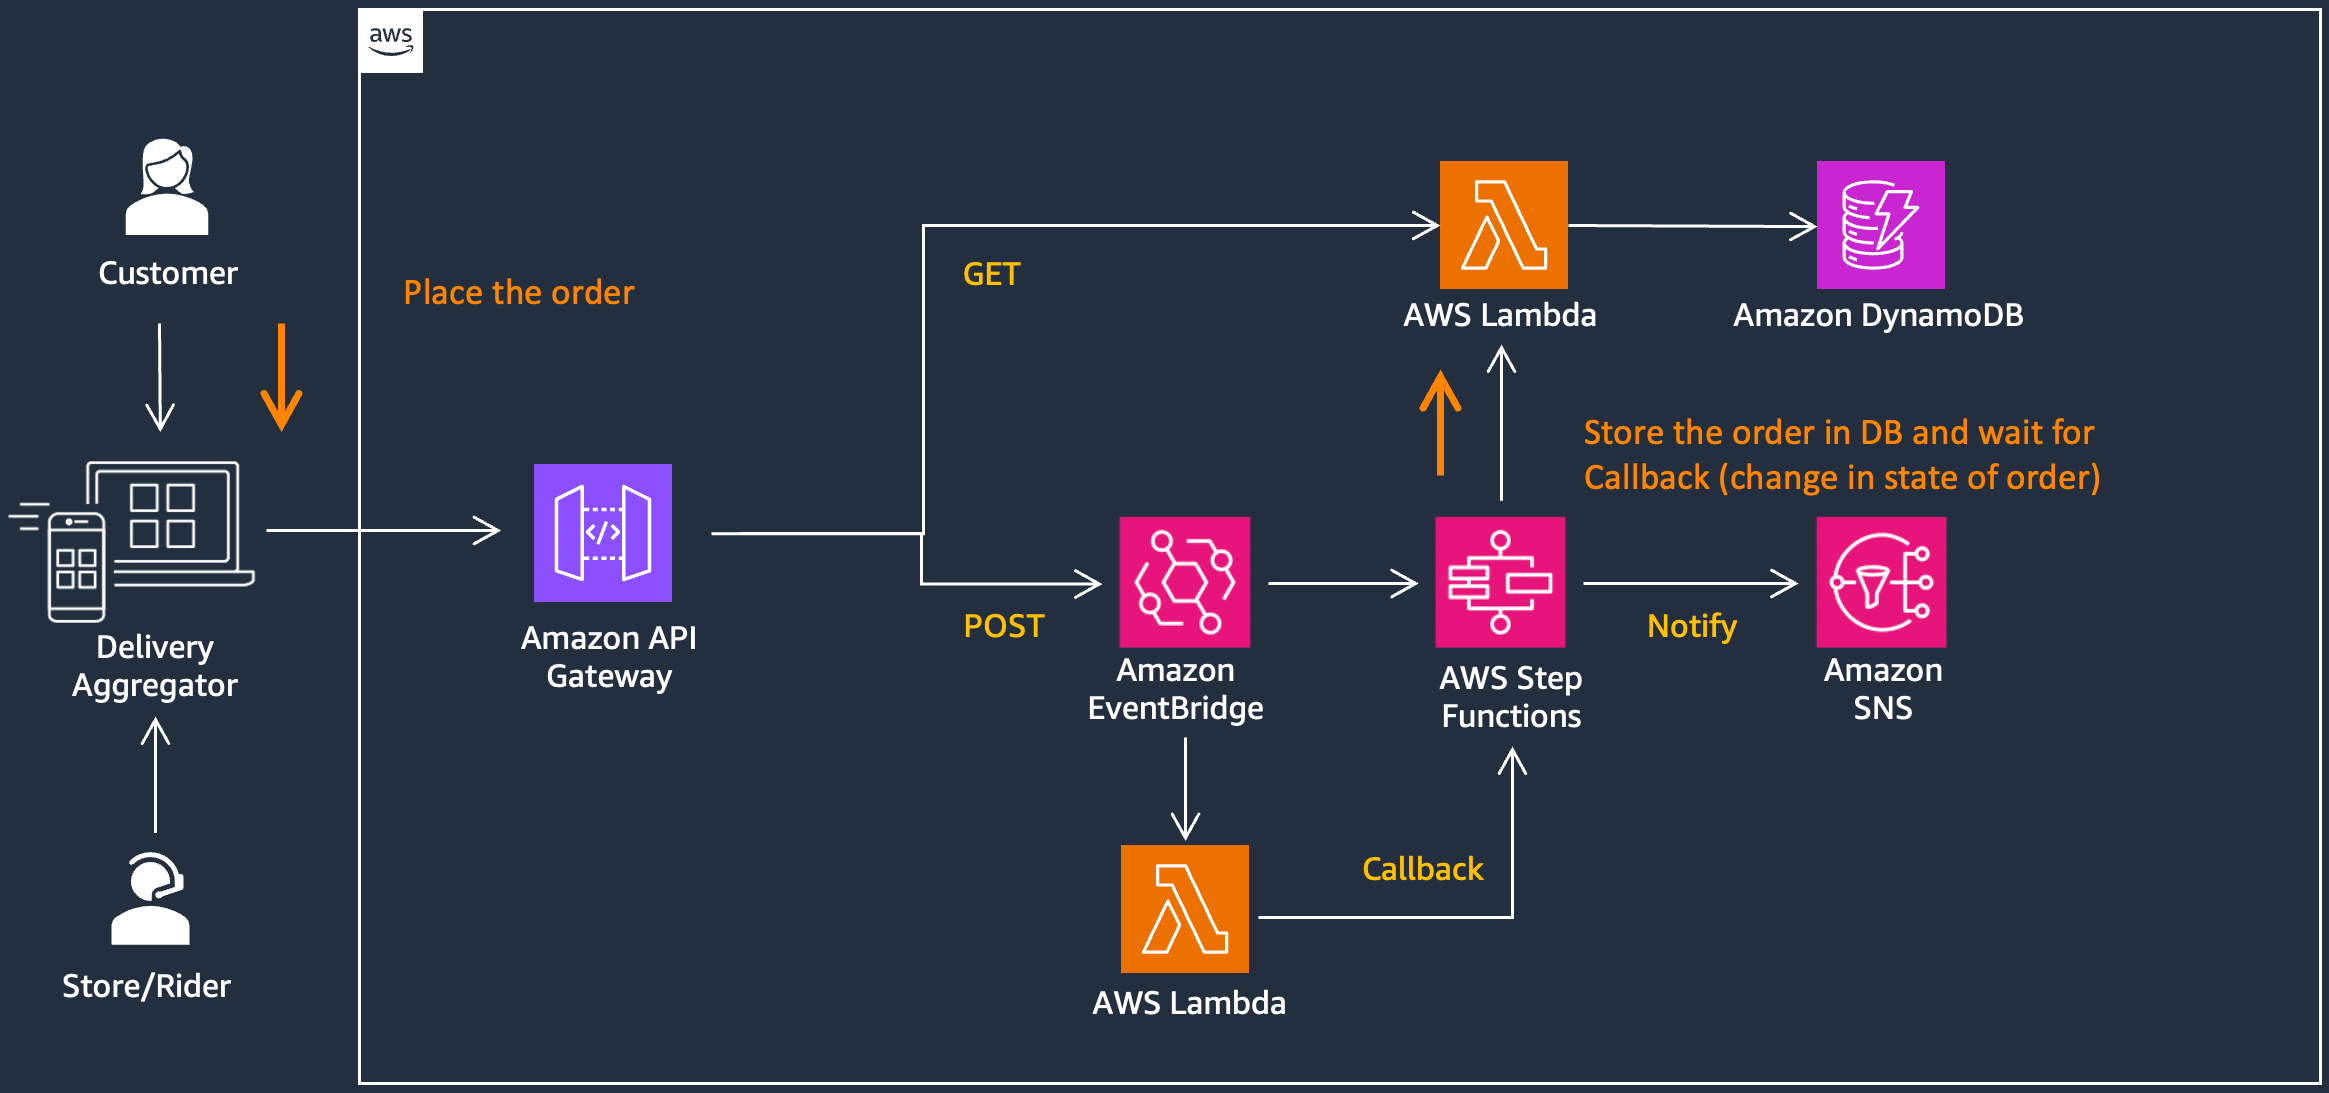 aws
Customer
Place the order
GET
AWS Lambda
Amazon DynamoDB
Store the order in DB and wait for
Callback (change in state of order)
Delivery
Aggregator
Amazon API
Gateway
POST
Amazon
EventBridge
AWS Step
Functions
Notify
Amazon
SNS
Callback
Store/Rider
AWS Lambda